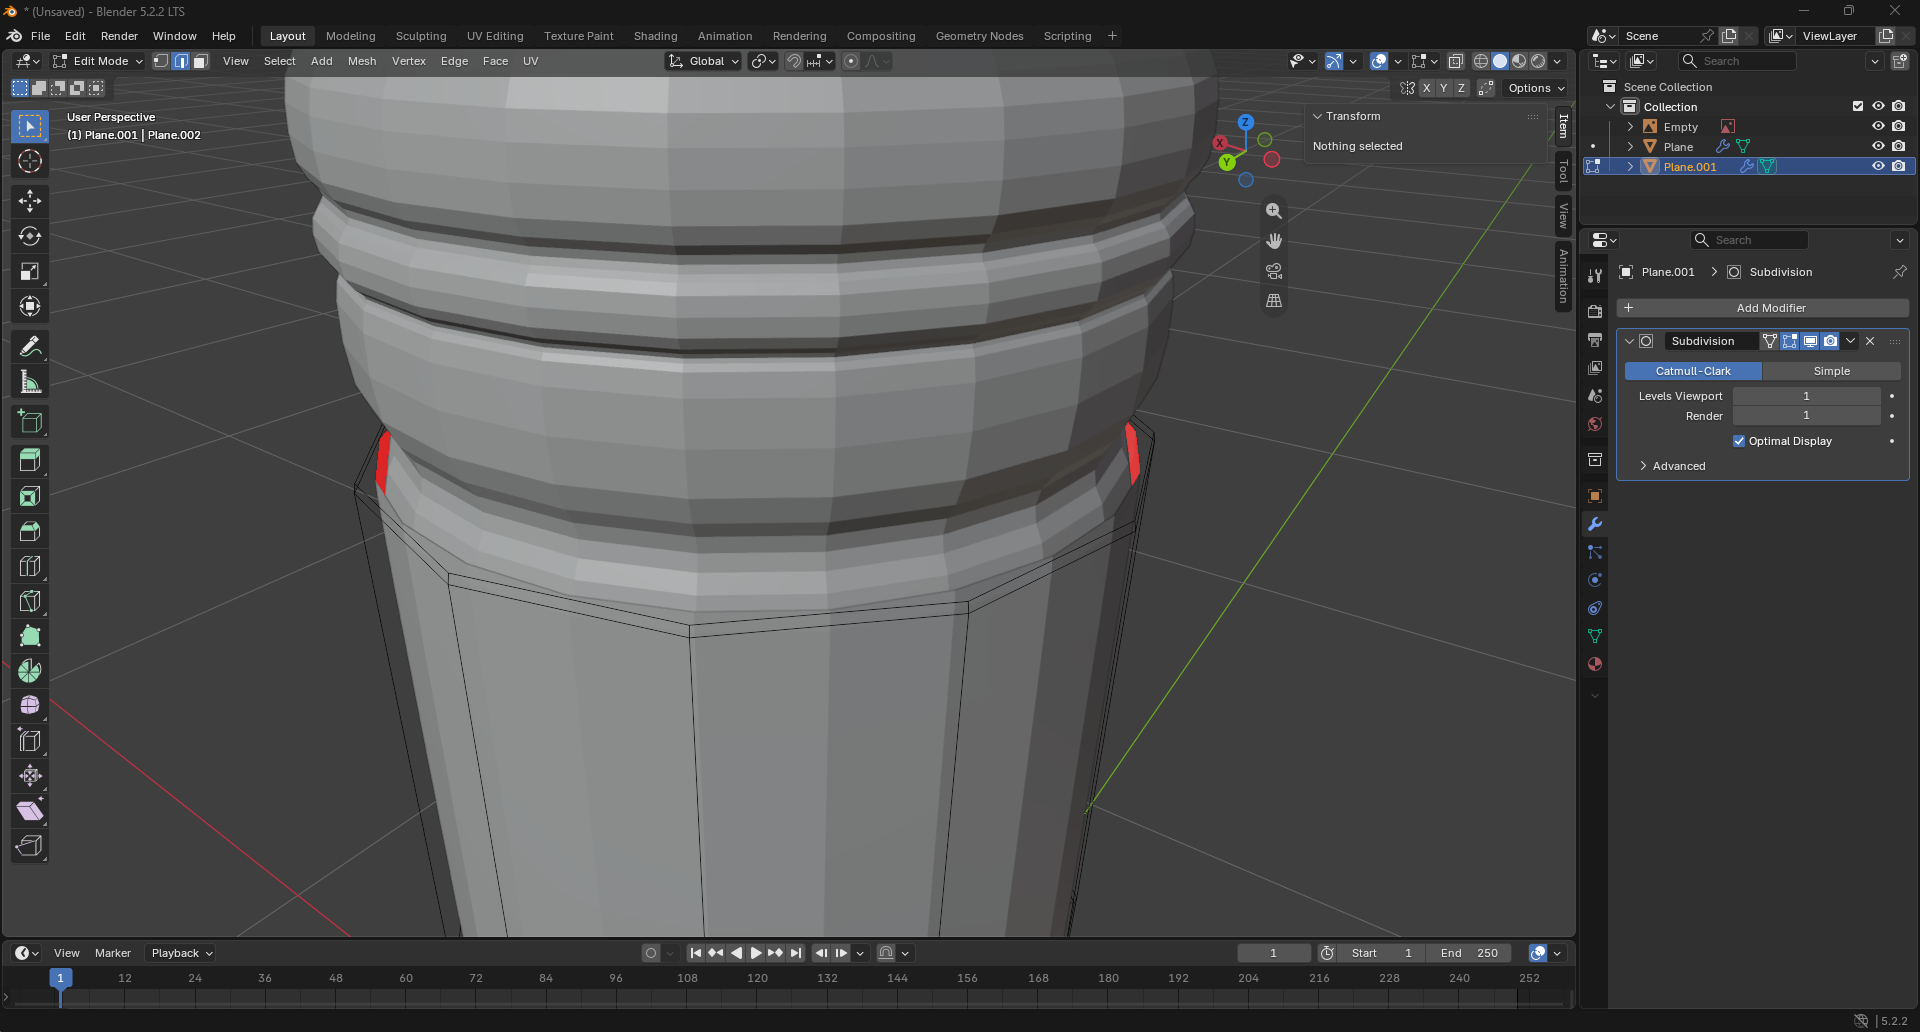 * (Unsaved) - Blender 5.2.2 LTS
File Edit Render Window Help Layout Modeling Sculpting UV Editing Texture Paint Shading Animation Rendering Compositing Geometry Nodes Scripting + Scene ViewLayer
Edit Mode View Select Add Mesh Vertex Edge Face UV Global Search
X Y Z Options
Scene Collection
Collection
Empty
Plane
Plane.001
User Perspective
(1) Plane.001 | Plane.002
Transform
Nothing selected
Item
Tool
View
Animation
Z
X
Y
Search
Plane.001 > Subdivision
+ Add Modifier
Subdivision
Catmull-Clark Simple
Levels Viewport 1
Render 1
Optimal Display
Advanced
View Marker Playback 1 Start 1 End 250
1 12 24 36 48 60 72 84 96 108 120 132 144 156 168 180 192 204 216 228 240 252
5.2.2